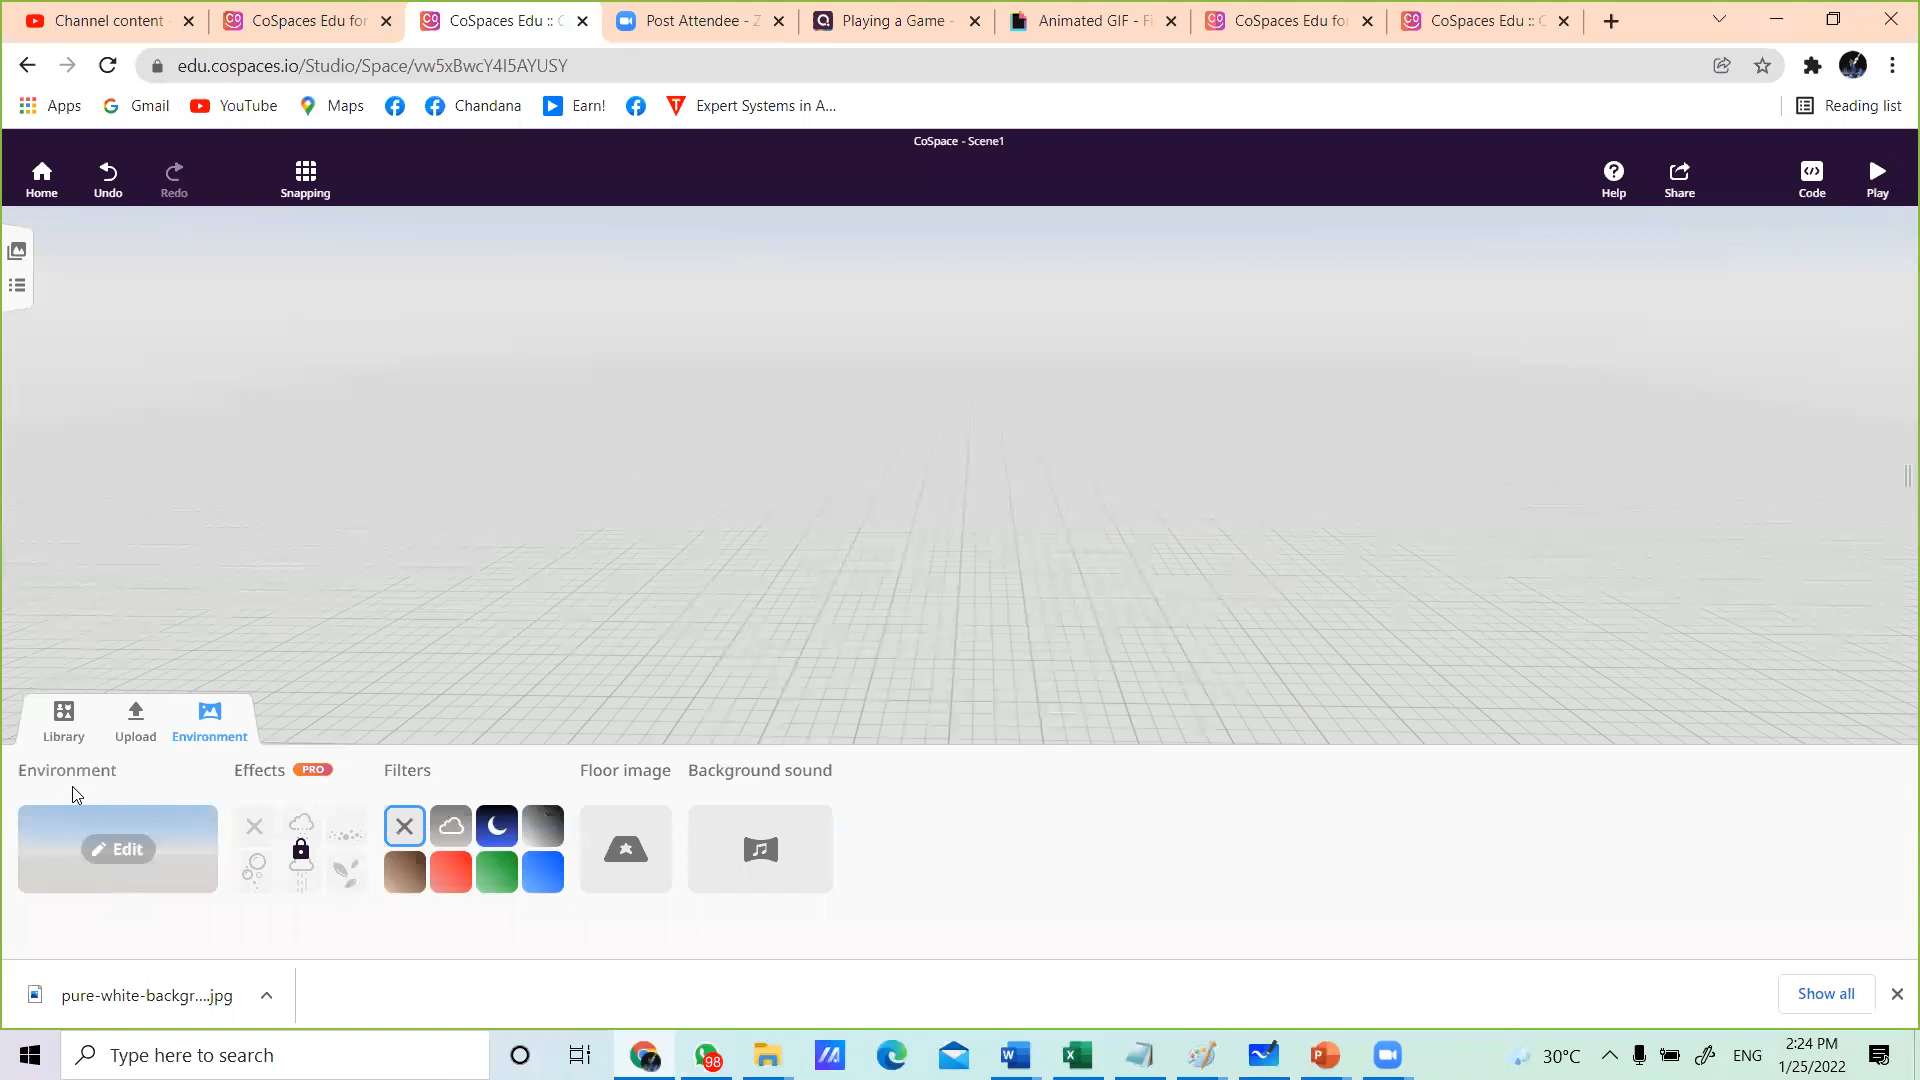 Channel content
CoSpaces Edu for
CoSpaces Edu :: C
Post Attendee - Z
Playing a Game -
Animated GIF - Fi
CoSpaces Edu fo
CoSpaces Edu :: C
edu.cospaces.io/Studio/Space/vw5xBwcY4I5AYUSY
Apps
Gmail
YouTube
Maps
Chandana
Earn!
Expert Systems in A...
Reading list
CoSpace - Scene1
Home
Undo
Redo
Snapping
Help
Share
Code
Play
Library
Upload
Environment
Environment
Effects PRO
Filters
Floor image
Background sound
Edit
pure-white-backgr....jpg
Show all
Type here to search
98
30°C
ENG
2:24 PM
1/25/2022